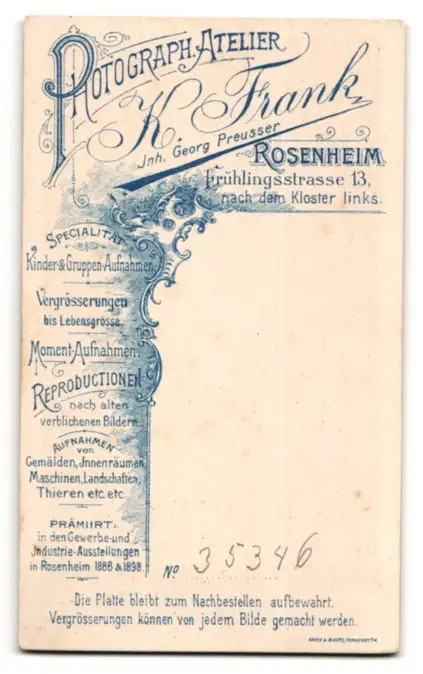 PHOTOGRAPH. ATELIER
K. Frank
Jnh. Georg Preusser
ROSENHEIM
Frühlingsstrasse 13,
nach dem Kloster links.
SPECIALITÄT
Kinder-& Gruppen-Aufnahmen
Vergrösserungen
bis Lebensgrösse.
Moment-Aufnahmen.
REPRODUCTIONEN
nach alten
verblichenen Bildern.
AUFNAHMEN
von
Gemälden, Jnnenräumen,
Maschinen, Landschaften,
Thieren etc. etc.
PRÄMIIRT:
in den Gewerbe-und
Jndustrie-Ausstellungen
in Rosenheim 1888 & 1898.
No 35346
Die Platte bleibt zum Nachbestellen aufbewahrt.
Vergrösserungen können von jedem Bilde gemacht werden.